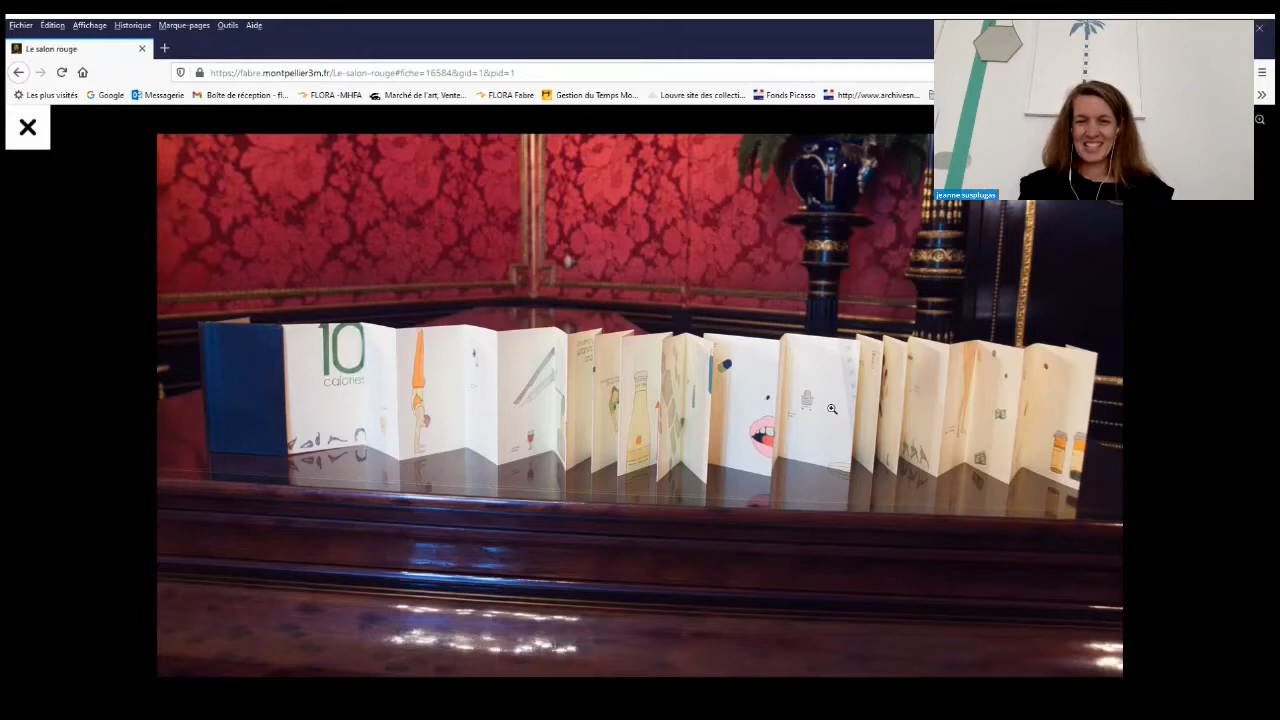 Fichier Édition Affichage Historique Marque-pages Outils Aide
Le salon rouge
https://fabre.montpellier3m.fr/Le-salon-rouge#fiche=16584&gid=1&pid=1
Les plus visités Google Messagerie Boîte de réception - fl... FLORA -MHFA Marché de l'art, Vente... FLORA Fabre Gestion du Temps Mo... Louvre site des collecti... Fonds Picasso http://www.archivesn...
jeanne susplugas
10
calories